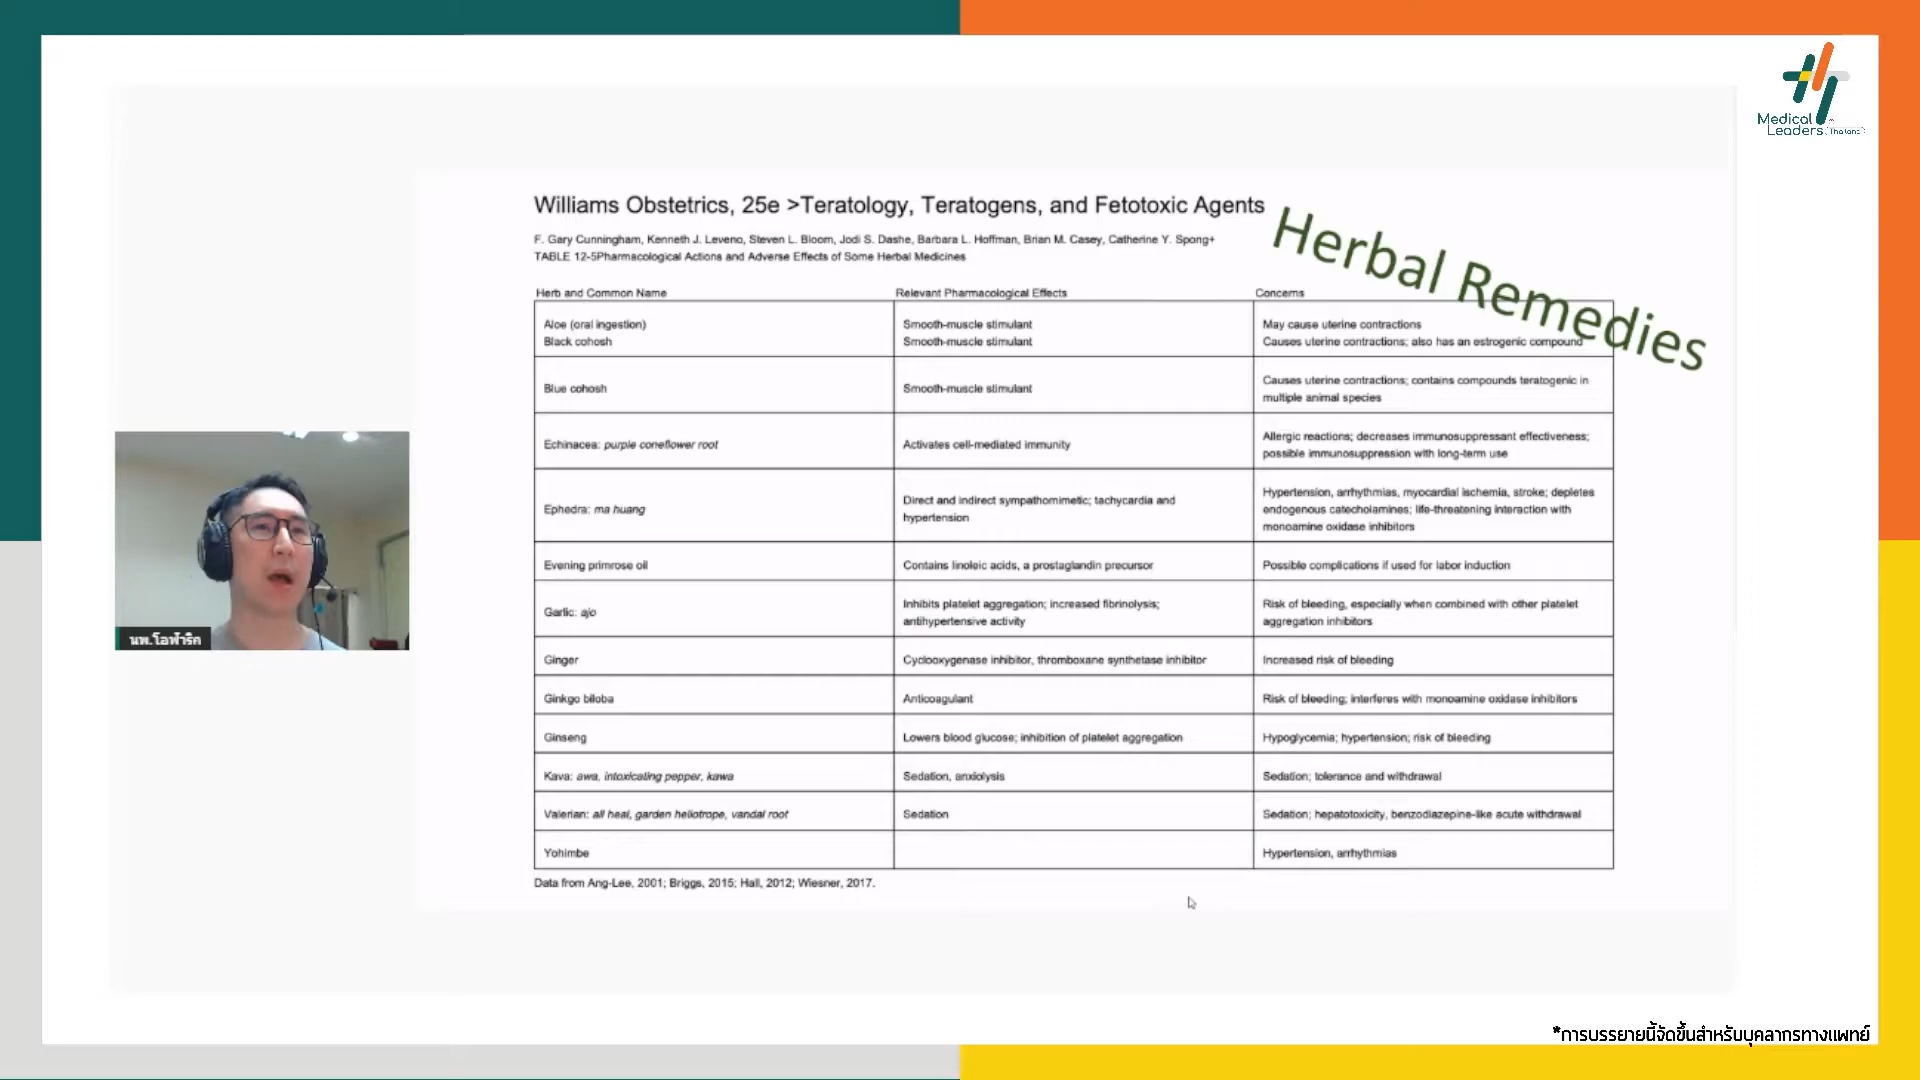 Medical
Leaders (Thailand)
Williams Obstetrics, 25e >Teratology, Teratogens, and Fetotoxic Agents
Herbal Remedies
F. Gary Cunningham, Kenneth J. Leveno, Steven L. Bloom, Jodi S. Dashe, Barbara L. Hoffman, Brian M. Casey, Catherine Y. Spong+
TABLE 12-5Pharmacological Actions and Adverse Effects of Some Herbal Medicines
Herb and Common Name Relevant Pharmacological Effects Concerns
Aloe (oral ingestion) Smooth-muscle stimulant May cause uterine contractions
Black cohosh Smooth-muscle stimulant Causes uterine contractions; also has an estrogenic compound
Blue cohosh Smooth-muscle stimulant Causes uterine contractions; contains compounds teratogenic in
multiple animal species
Echinacea: purple coneflower root Activates cell-mediated immunity Allergic reactions; decreases immunosuppressant effectiveness;
possible immunosuppression with long-term use
Ephedra: ma huang Direct and indirect sympathomimetic; tachycardia and
hypertension Hypertension, arrhythmias, myocardial ischemia, stroke; depletes
endogenous catecholamines; life-threatening interaction with
monoamine oxidase inhibitors
Evening primrose oil Contains linoleic acids, a prostaglandin precursor Possible complications if used for labor induction
Garlic: ajo Inhibits platelet aggregation; increased fibrinolysis;
antihypertensive activity Risk of bleeding, especially when combined with other platelet
aggregation inhibitors
Ginger Cyclooxygenase inhibitor, thromboxane synthetase inhibitor Increased risk of bleeding
Ginkgo biloba Anticoagulant Risk of bleeding; interferes with monoamine oxidase inhibitors
Ginseng Lowers blood glucose; inhibition of platelet aggregation Hypoglycemia; hypertension; risk of bleeding
Kava: awa, intoxicating pepper, kawa Sedation, anxiolysis Sedation; tolerance and withdrawal
Valerian: all heal, garden heliotrope, vandal root Sedation Sedation; hepatotoxicity, benzodiazepine-like acute withdrawal
Yohimbe Hypertension, arrhythmias
Data from Ang-Lee, 2001; Briggs, 2015; Hall, 2012; Wiesner, 2017.
นพ.โอฬาริก
*การบรรยายนี้จัดขึ้นสำหรับบุคลากรทางแพทย์